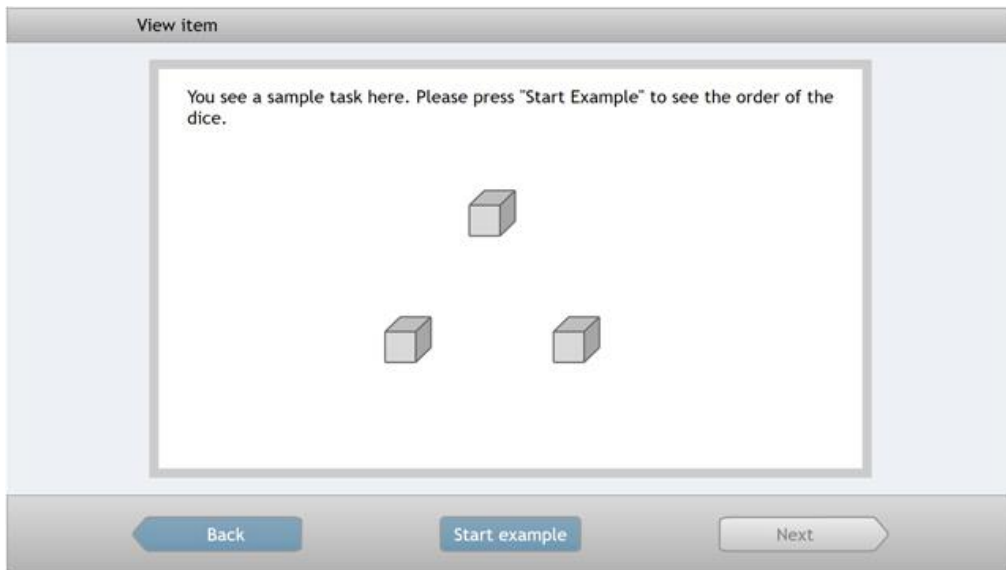 View item
You see a sample task here. Please press "Start Example" to see the order of the
dice.
Back
Start example
Next